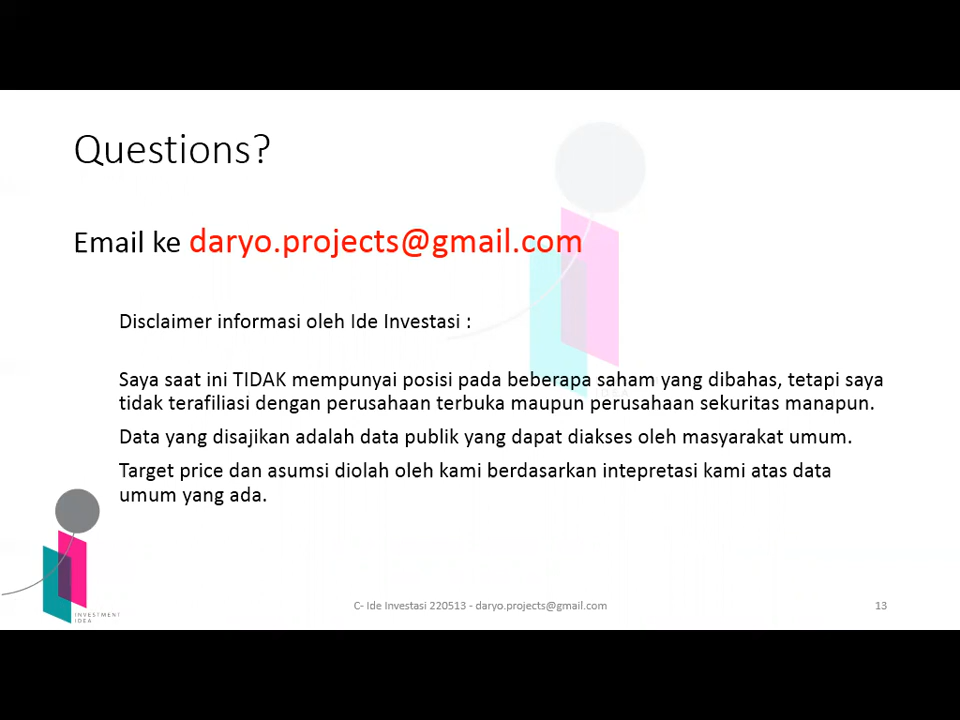 Questions?
Email ke daryo.projects@gmail.com
Disclaimer informasi oleh Ide Investasi :
Saya saat ini TIDAK mempunyai posisi pada beberapa saham yang dibahas, tetapi saya
tidak terafiliasi dengan perusahaan terbuka maupun perusahaan sekuritas manapun.
Data yang disajikan adalah data publik yang dapat diakses oleh masyarakat umum.
Target price dan asumsi diolah oleh kami berdasarkan intepretasi kami atas data
umum yang ada.
INVESTMENT
IDEA
C- Ide Investasi 220513 - daryo.projects@gmail.com
13